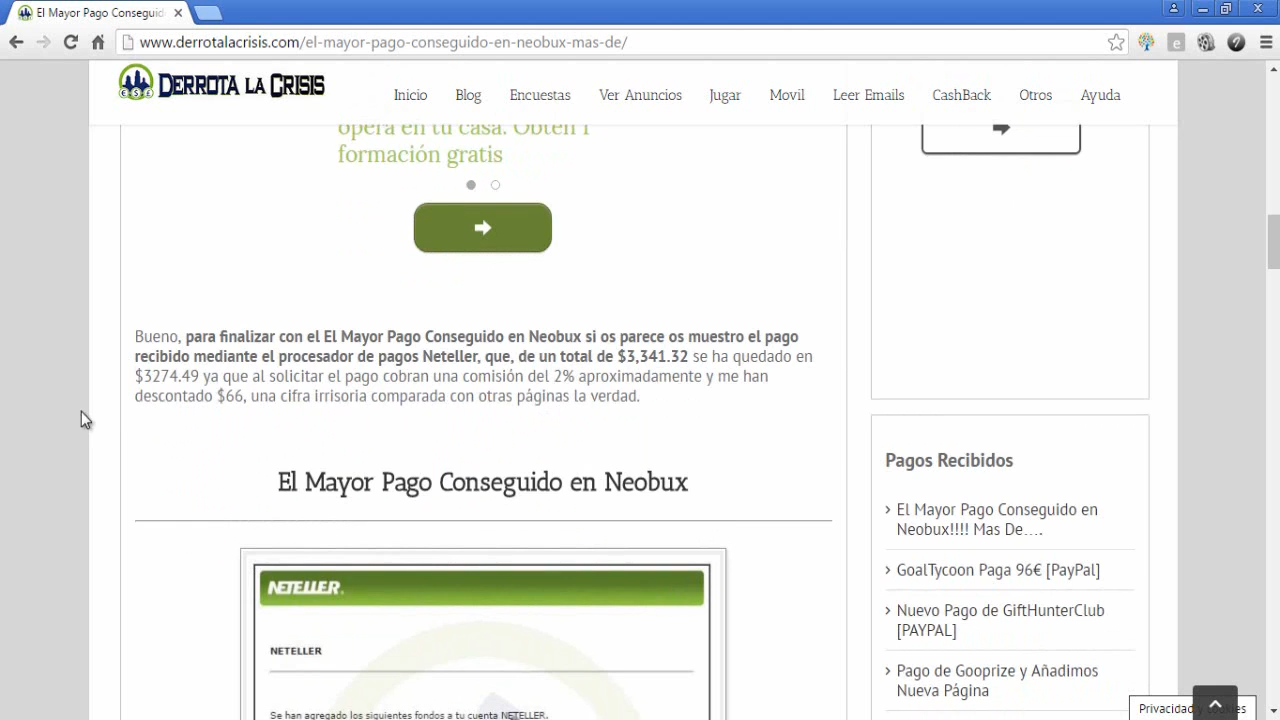 El Mayor Pago Conseguid
www.derrotalacrisis.com/el-mayor-pago-conseguido-en-neobux-mas-de/
DERROTA LA CRISIS
Inicio Blog Encuestas Ver Anuncios Jugar Movil Leer Emails CashBack Otros Ayuda
opera en tu casa. Obtén 1
formación gratis
Bueno, para finalizar con el El Mayor Pago Conseguido en Neobux si os parece os muestro el pago
recibido mediante el procesador de pagos Neteller, que, de un total de $3,341.32 se ha quedado en
$3274.49 ya que al solicitar el pago cobran una comisión del 2% aproximadamente y me han
descontado $66, una cifra irrisoria comparada con otras páginas la verdad.
El Mayor Pago Conseguido en Neobux
NETELLER
NETELLER
Se han agregado los siguientes fondos a tu cuenta NETELLER.
Pagos Recibidos
El Mayor Pago Conseguido en
Neobux!!!! Mas De….
GoalTycoon Paga 96€ [PayPal]
Nuevo Pago de GiftHunterClub
[PAYPAL]
Pago de Gooprize y Añadimos
Nueva Página
Privacidad y cookies